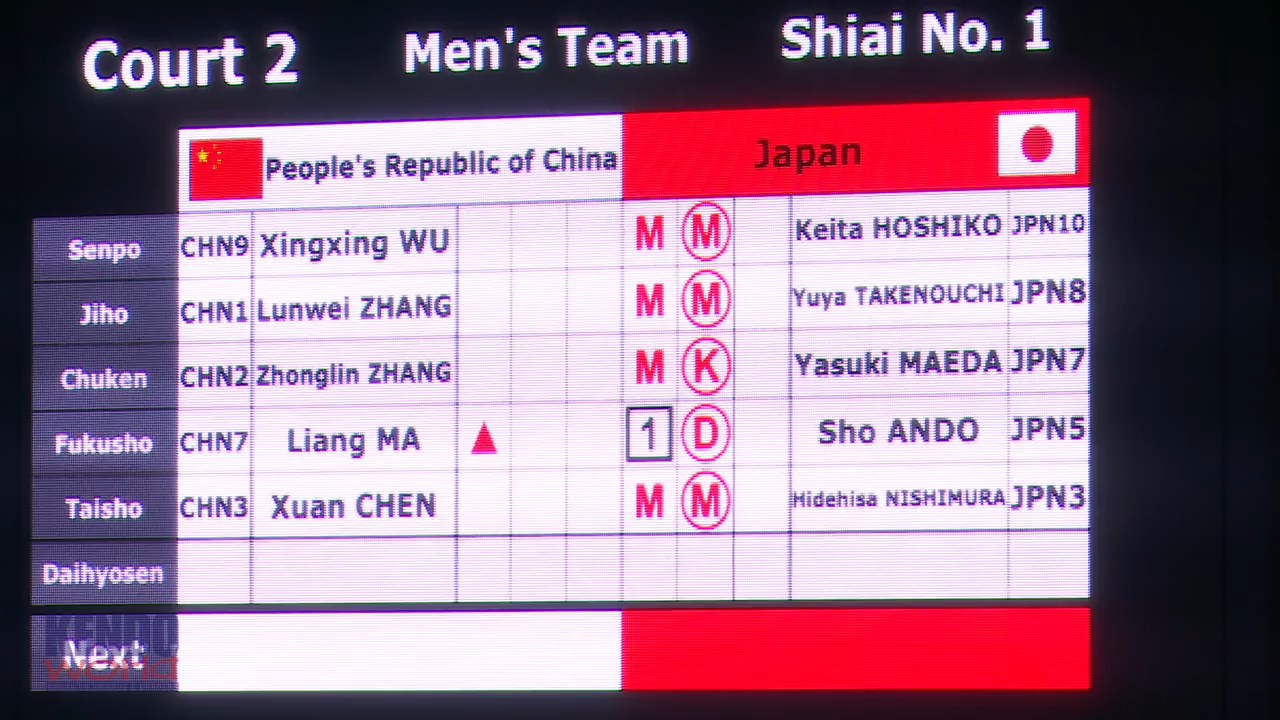 Court 2 Men's Team Shiai No. 1
People's Republic of China Japan
Senpo CHN9 Xingxing WU M M Keita HOSHIKO JPN10
Jiho CHN1 Lunwei ZHANG M M Yuya TAKENOUCHI JPN8
Chuken CHN2 Zhonglin ZHANG M K Yasuki MAEDA JPN7
Fukusho CHN7 Liang MA ▲ 1 D Sho ANDO JPN5
Taisho CHN3 Xuan CHEN M M Hidehisa NISHIMURA JPN3
Daihyosen
KENDO
Next
World